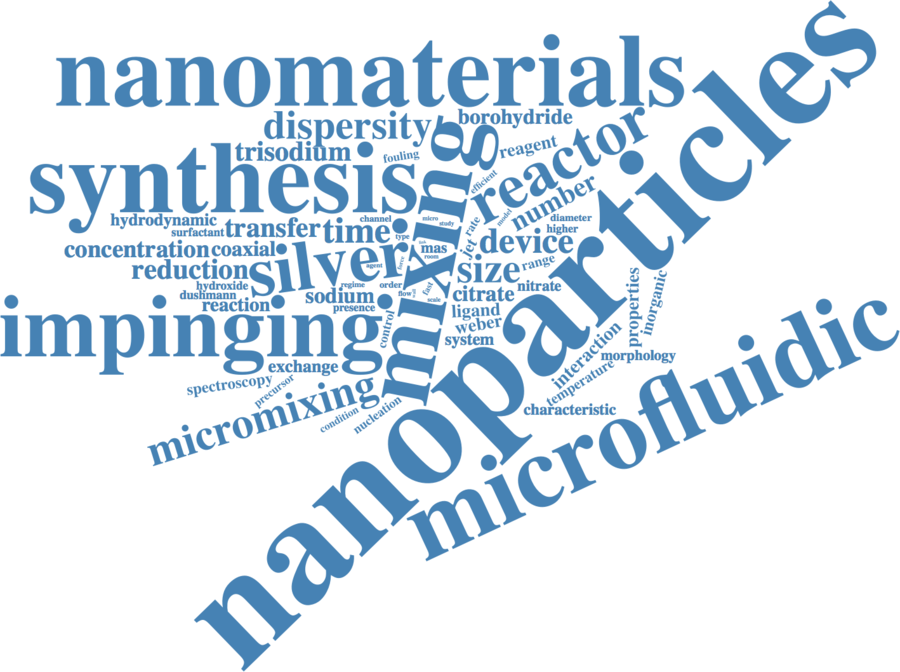 nanoparticles
nanomaterials
microfluidic
synthesis
impinging
mixing
silver
reactor
micromixing
dispersity
borohydride
trisodium
fouling
reagent
efficient
number
hydrodynamic
surfactant
transfer
time
channel
micro
study
type
model
rate
jet
diameter
higher
device
concentration
coaxial
mas
room
size
range
reduction
agent
force
hydroxide
dushmann
reaction
sodium
regime
order
presence
flow
fast
scale
citrate
nitrate
ligand
weber
system
control
properties
inorganic
interaction
morphology
temperature
characteristic
exchange
spectroscopy
precursor
condition
nucleation